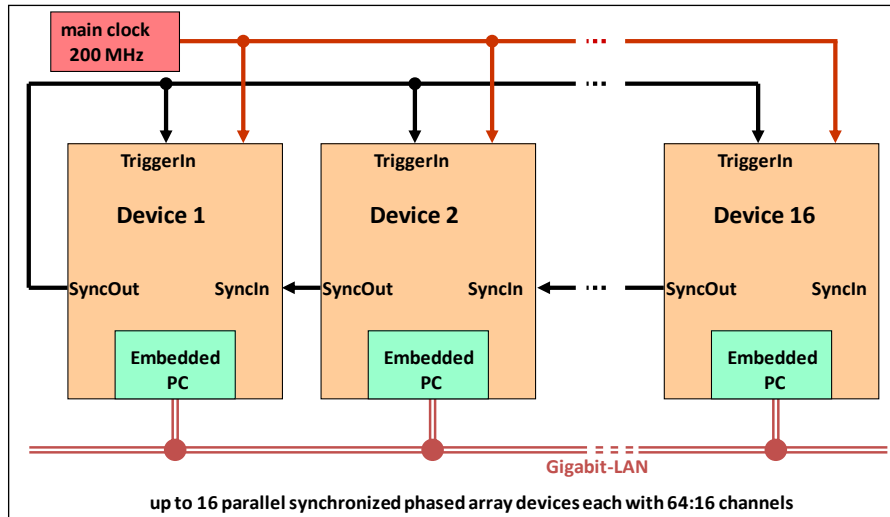 main clock
200 MHz
TriggerIn
TriggerIn
TriggerIn
Device 1
Device 2
Device 16
SyncOut
SyncIn
SyncOut
SyncIn
SyncOut
SyncIn
Embedded
PC
Embedded
PC
Embedded
PC
Gigabit-LAN
up to 16 parallel synchronized phased array devices each with 64:16 channels